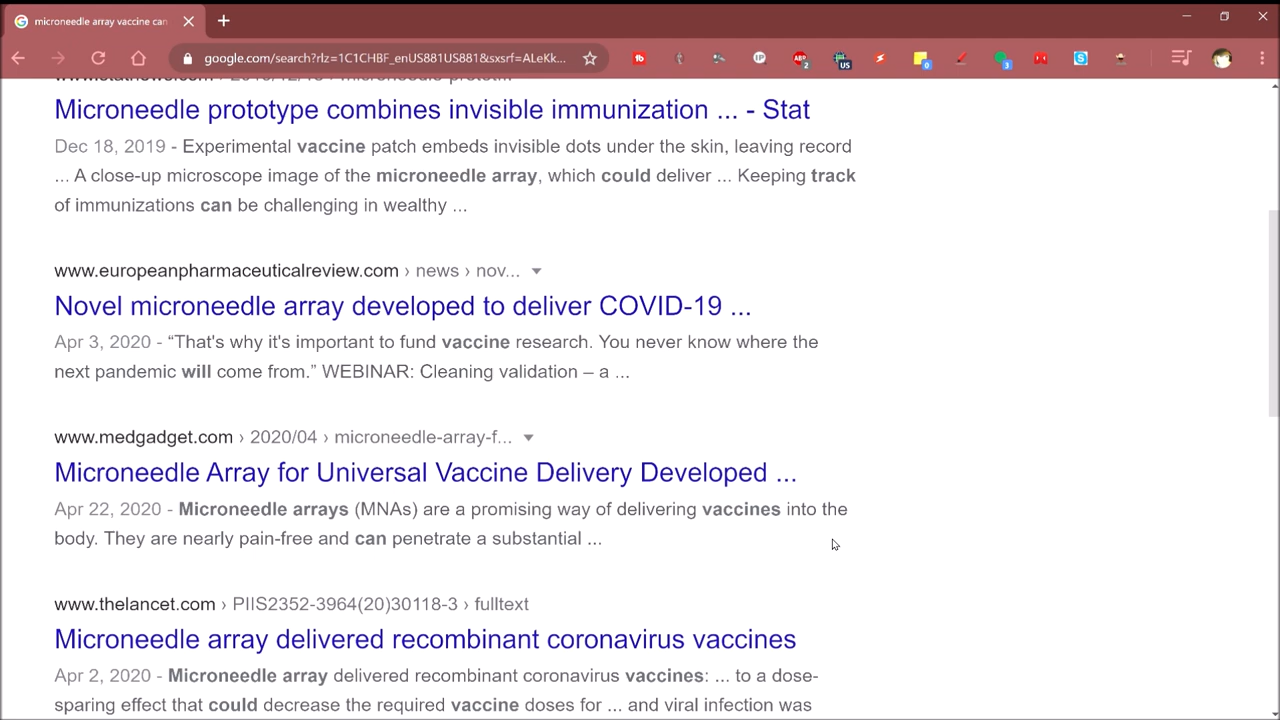 microneedle array vaccine can
google.com/search?rlz=1C1CHBF_enUS881US881&sxsrf=ALeKk...
Microneedle prototype combines invisible immunization ... - Stat
Dec 18, 2019 - Experimental vaccine patch embeds invisible dots under the skin, leaving record
... A close-up microscope image of the microneedle array, which could deliver ... Keeping track
of immunizations can be challenging in wealthy ...
www.europeanpharmaceuticalreview.com › news › nov...
Novel microneedle array developed to deliver COVID-19 ...
Apr 3, 2020 - “That's why it's important to fund vaccine research. You never know where the
next pandemic will come from.” WEBINAR: Cleaning validation – a ...
www.medgadget.com › 2020/04 › microneedle-array-f...
Microneedle Array for Universal Vaccine Delivery Developed ...
Apr 22, 2020 - Microneedle arrays (MNAs) are a promising way of delivering vaccines into the
body. They are nearly pain-free and can penetrate a substantial ...
www.thelancet.com › PIIS2352-3964(20)30118-3 › fulltext
Microneedle array delivered recombinant coronavirus vaccines
Apr 2, 2020 - Microneedle array delivered recombinant coronavirus vaccines: ... to a dose-
sparing effect that could decrease the required vaccine doses for ... and viral infection was